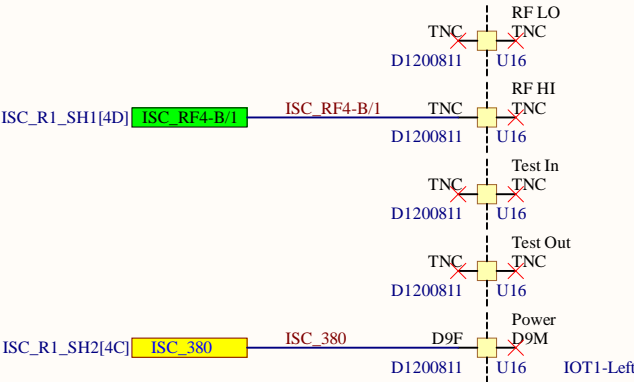 RF LO
TNC TNC
D1200811 U16
RF HI
ISC_R1_SH1[4D] ISC_RF4-B/1 ISC_RF4-B/1 TNC TNC
D1200811 U16
Test In
TNC TNC
D1200811 U16
Test Out
TNC TNC
D1200811 U16
Power
ISC_R1_SH2[4C] ISC_380 ISC_380 D9F D9M
D1200811 U16 IOT1-Left